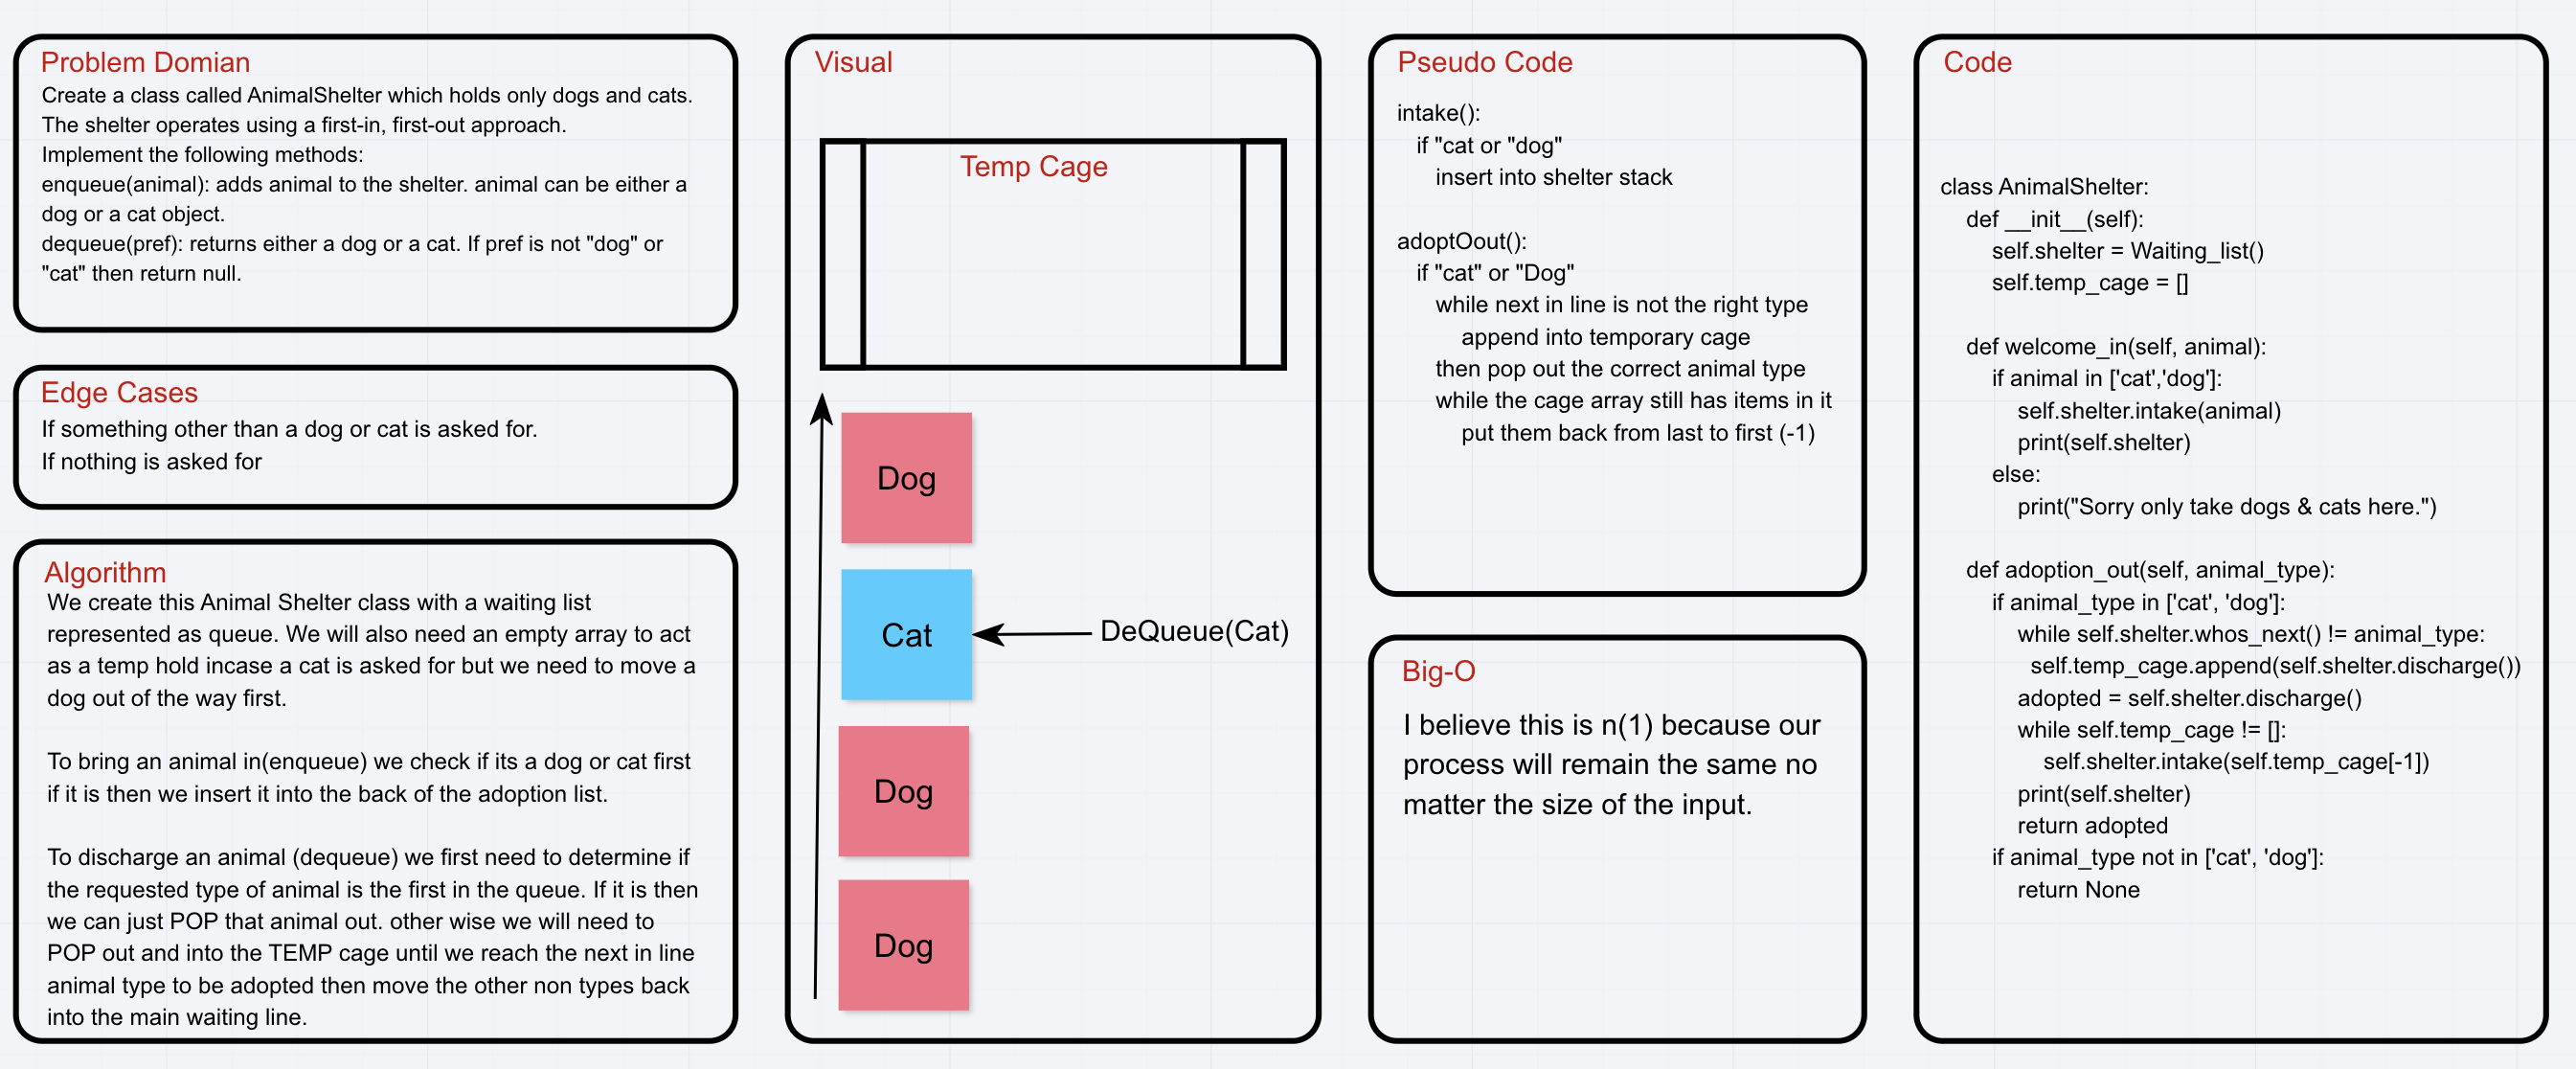 Problem Domian
Create a class called AnimalShelter which holds only dogs and cats.
The shelter operates using a first-in, first-out approach.
Implement the following methods:
enqueue(animal): adds animal to the shelter. animal can be either a
dog or a cat object.
dequeue(pref): returns either a dog or a cat. If pref is not "dog" or
"cat" then return null.
Edge Cases
If something other than a dog or cat is asked for.
If nothing is asked for
Algorithm
We create this Animal Shelter class with a waiting list
represented as queue. We will also need an empty array to act
as a temp hold incase a cat is asked for but we need to move a
dog out of the way first.
To bring an animal in(enqueue) we check if its a dog or cat first
if it is then we insert it into the back of the adoption list.
To discharge an animal (dequeue) we first need to determine if
the requested type of animal is the first in the queue. If it is then
we can just POP that animal out. other wise we will need to
POP out and into the TEMP cage until we reach the next in line
animal type to be adopted then move the other non types back
into the main waiting line.
Visual
Temp Cage
Dog
Cat
DeQueue(Cat)
Dog
Dog
Pseudo Code
intake():
if "cat or "dog"
insert into shelter stack
adoptOout():
if "cat" or "Dog"
while next in line is not the right type
append into temporary cage
then pop out the correct animal type
while the cage array still has items in it
put them back from last to first (-1)
Big-O
I believe this is n(1) because our
process will remain the same no
matter the size of the input.
Code
class AnimalShelter:
def __init__(self):
self.shelter = Waiting_list()
self.temp_cage = []
def welcome_in(self, animal):
if animal in ['cat','dog']:
self.shelter.intake(animal)
print(self.shelter)
else:
print("Sorry only take dogs & cats here.")
def adoption_out(self, animal_type):
if animal_type in ['cat', 'dog']:
while self.shelter.whos_next() != animal_type:
self.temp_cage.append(self.shelter.discharge())
adopted = self.shelter.discharge()
while self.temp_cage != []:
self.shelter.intake(self.temp_cage[-1])
print(self.shelter)
return adopted
if animal_type not in ['cat', 'dog']:
return None